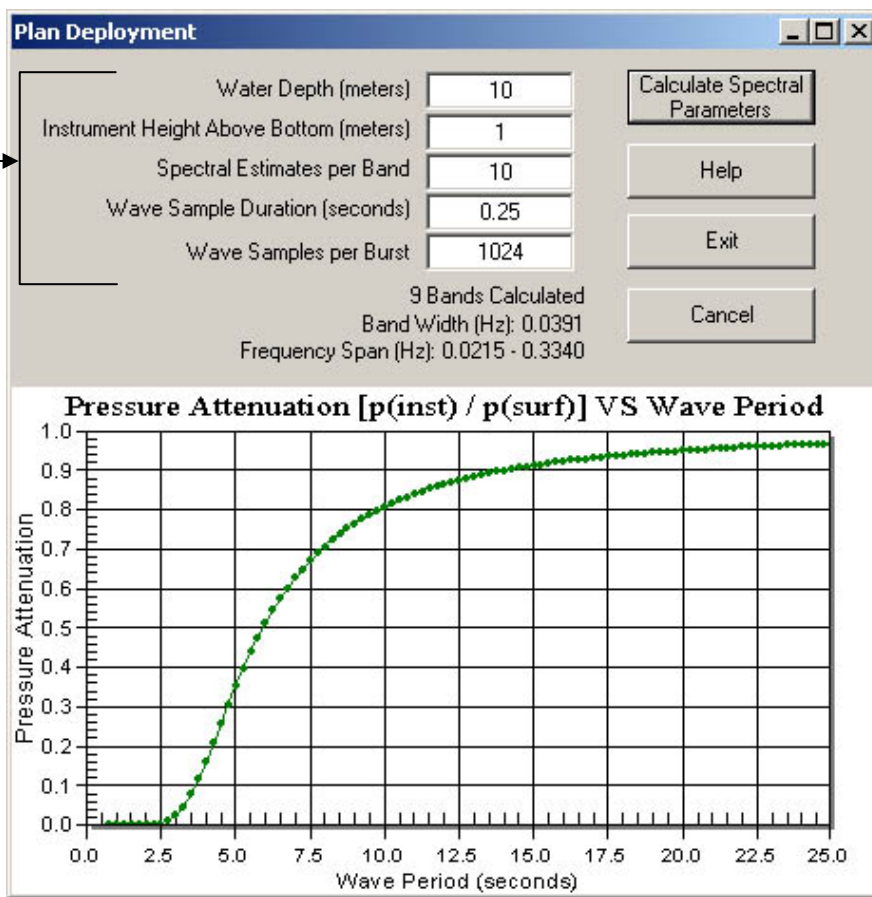 Plan Deployment
Water Depth (meters) 10
Instrument Height Above Bottom (meters) 1
Spectral Estimates per Band 10
Wave Sample Duration (seconds) 0.25
Wave Samples per Burst 1024
9 Bands Calculated
Band Width (Hz): 0.0391
Frequency Span (Hz): 0.0215 - 0.3340
Calculate Spectral
Parameters
Help
Exit
Cancel
Pressure Attenuation [p(inst) / p(surf)] VS Wave Period
Pressure Attenuation
1.0
0.9
0.8
0.7
0.6
0.5
0.4
0.3
0.2
0.1
0.0
0.0 2.5 5.0 7.5 10.0 12.5 15.0 17.5 20.0 22.5 25.0
Wave Period (seconds)